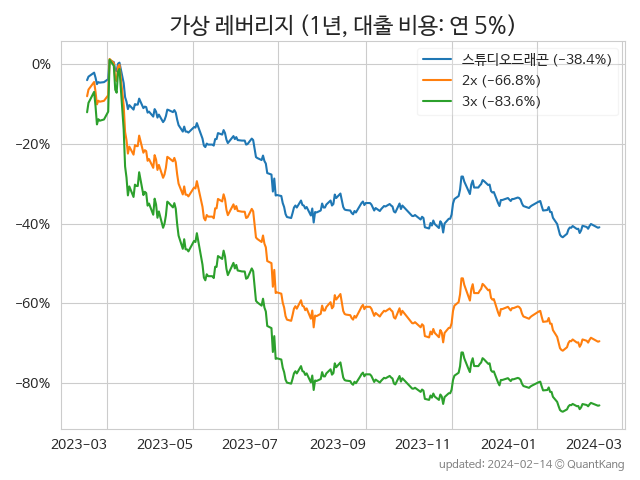 가상 레버리지 (1년, 대출 비용: 연 5%)
스튜디오드래곤 (−38.4%)
2x (−66.8%)
3x (−83.6%)
0%
−20%
−40%
−60%
−80%
2023-03 2023-05 2023-07 2023-09 2023-11 2024-01 2024-03
updated: 2024-02-14 © QuantKang